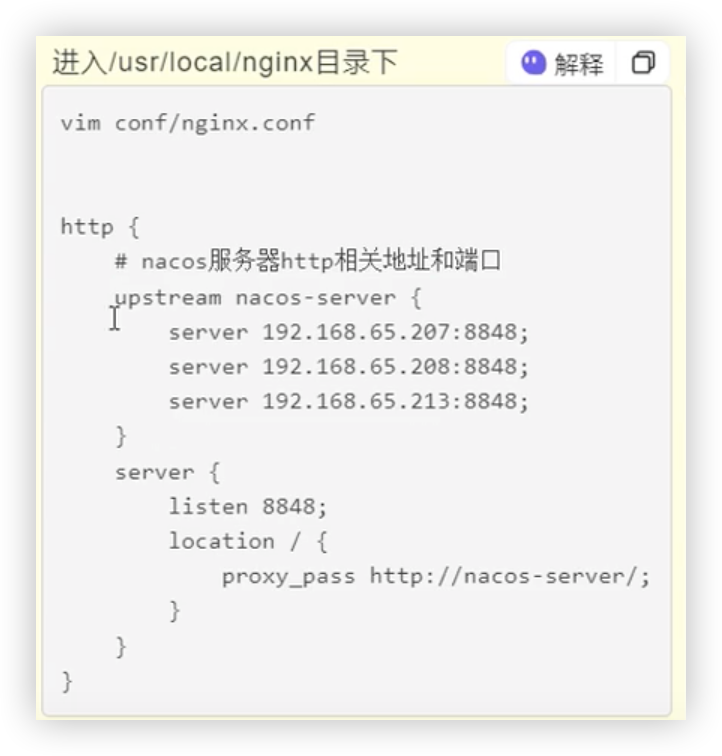 进入/usr/local/nginx目录下
解释
vim conf/nginx.conf
http {
    # nacos服务器http相关地址和端口
    upstream nacos-server {
        server 192.168.65.207:8848;
        server 192.168.65.208:8848;
        server 192.168.65.213:8848;
    }
    server {
        listen 8848;
        location / {
            proxy_pass http://nacos-server/;
        }
    }
}